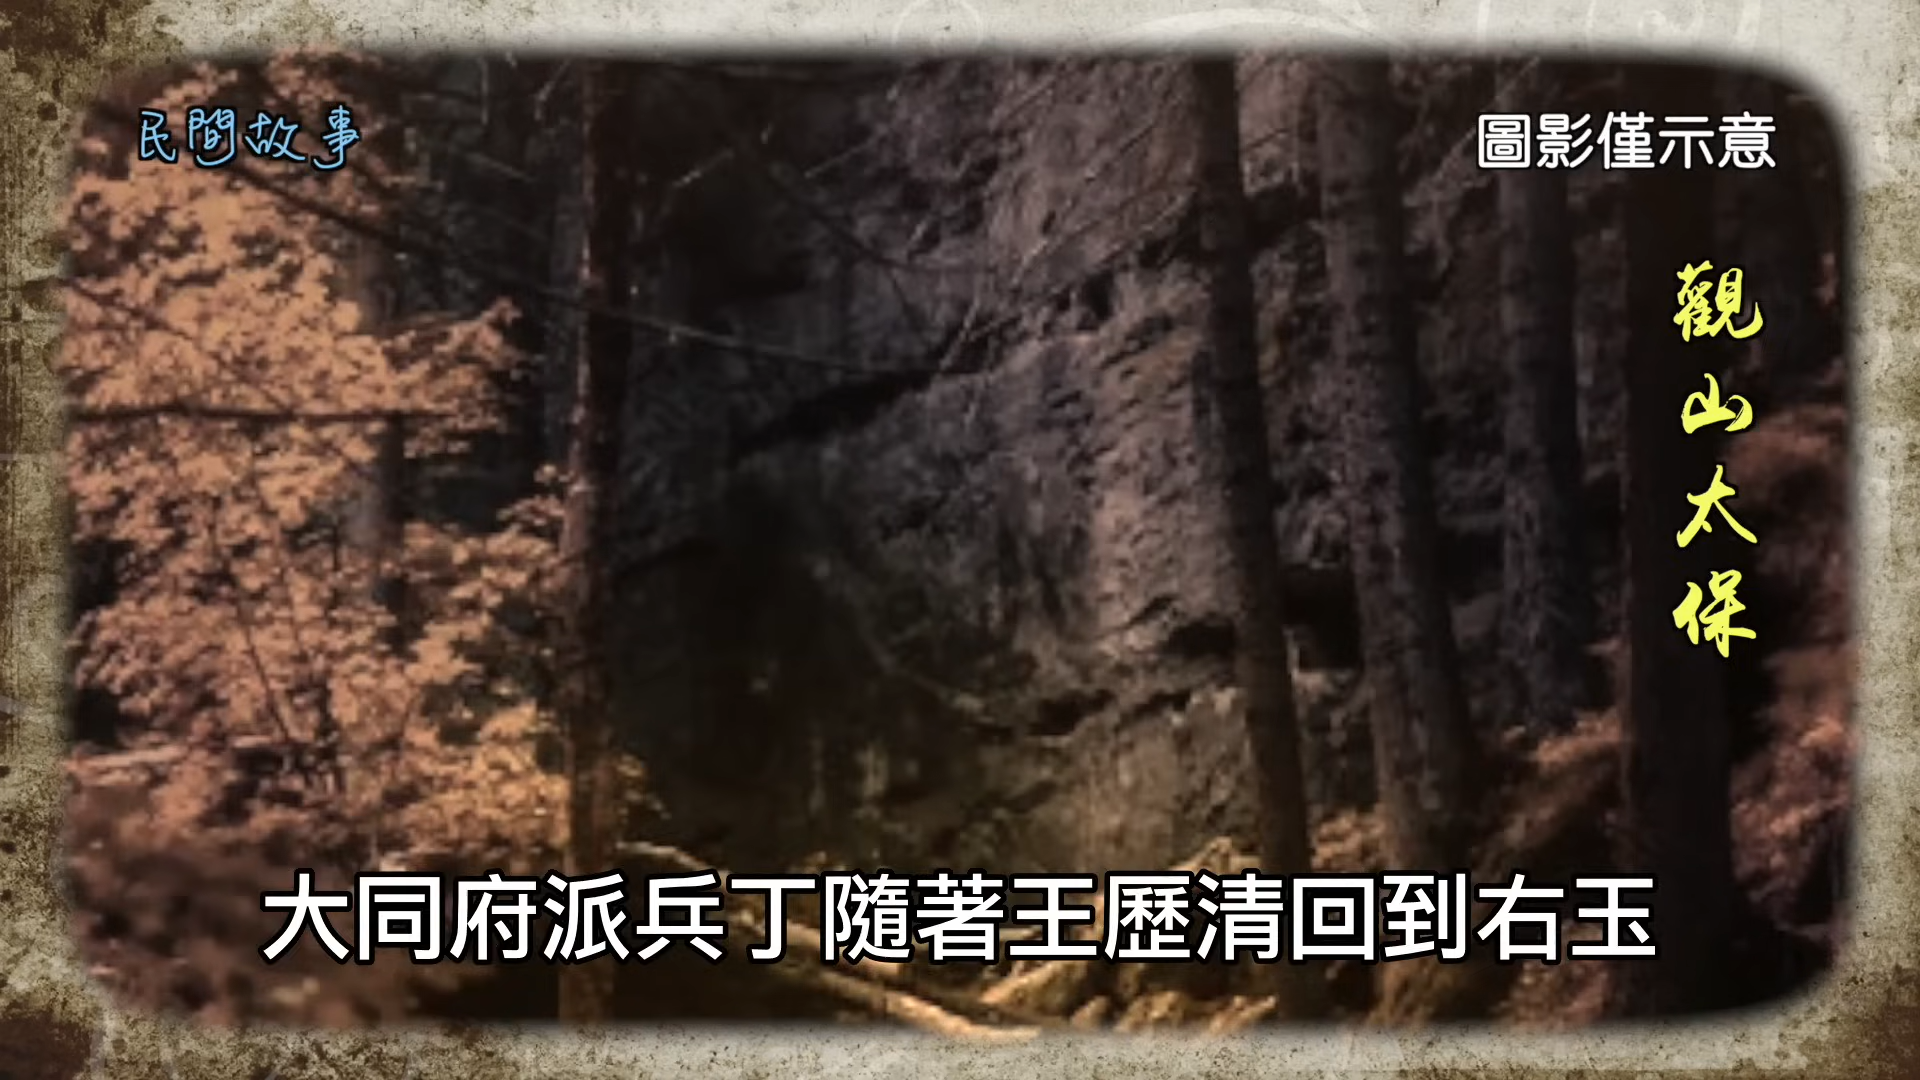 民間故事
圖影僅示意
觀山太保
大同府派兵丁隨著王歷清回到右玉